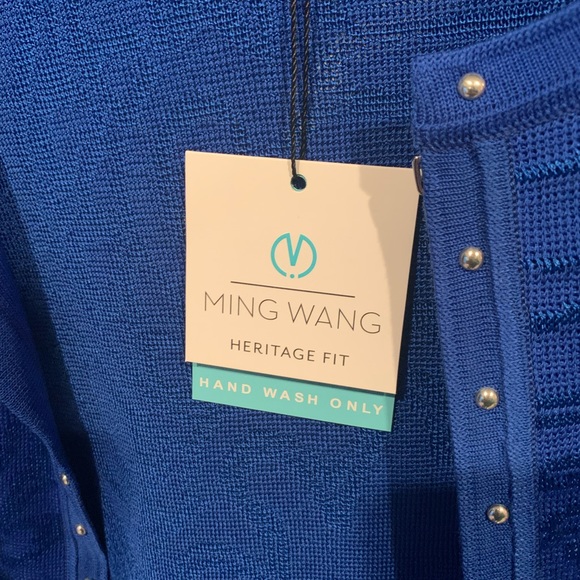 MING WANG
HERITAGE FIT
HAND WASH ONLY